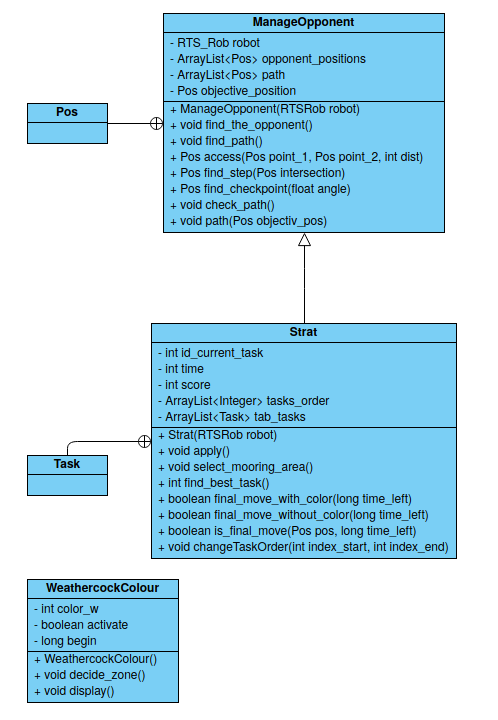 ManageOpponent
- RTS_Rob robot
- ArrayList<Pos> opponent_positions
- ArrayList<Pos> path
- Pos objective_position
+ ManageOpponent(RTSRob robot)
+ void find_the_opponent()
+ void find_path()
+ Pos access(Pos point_1, Pos point_2, int dist)
+ Pos find_step(Pos intersection)
+ Pos find_checkpoint(float angle)
+ void check_path()
+ void path(Pos objectiv_pos)
Pos
Strat
- int id_current_task
- int time
- int score
- ArrayList<Integer> tasks_order
- ArrayList<Task> tab_tasks
+ Strat(RTSRob robot)
+ void apply()
+ void select_mooring_area()
+ int find_best_task()
+ boolean final_move_with_color(long time_left)
+ boolean final_move_without_color(long time_left)
+ boolean is_final_move(Pos pos, long time_left)
+ void changeTaskOrder(int index_start, int index_end)
Task
WeathercockColour
- int color_w
- boolean activate
- long begin
+ WeathercockColour()
+ void decide_zone()
+ void display()